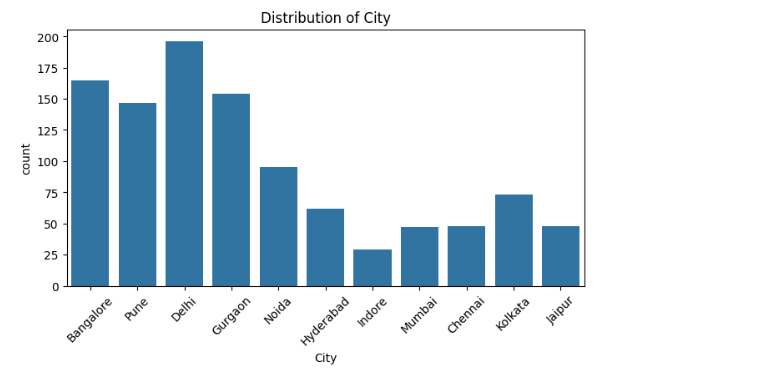 Distribution of City
200
175
150
125
100
75
50
25
0
count
Bangalore
Pune
Delhi
Gurgaon
Noida
Hyderabad
Indore
Mumbai
Chennai
Kolkata
Jaipur
City